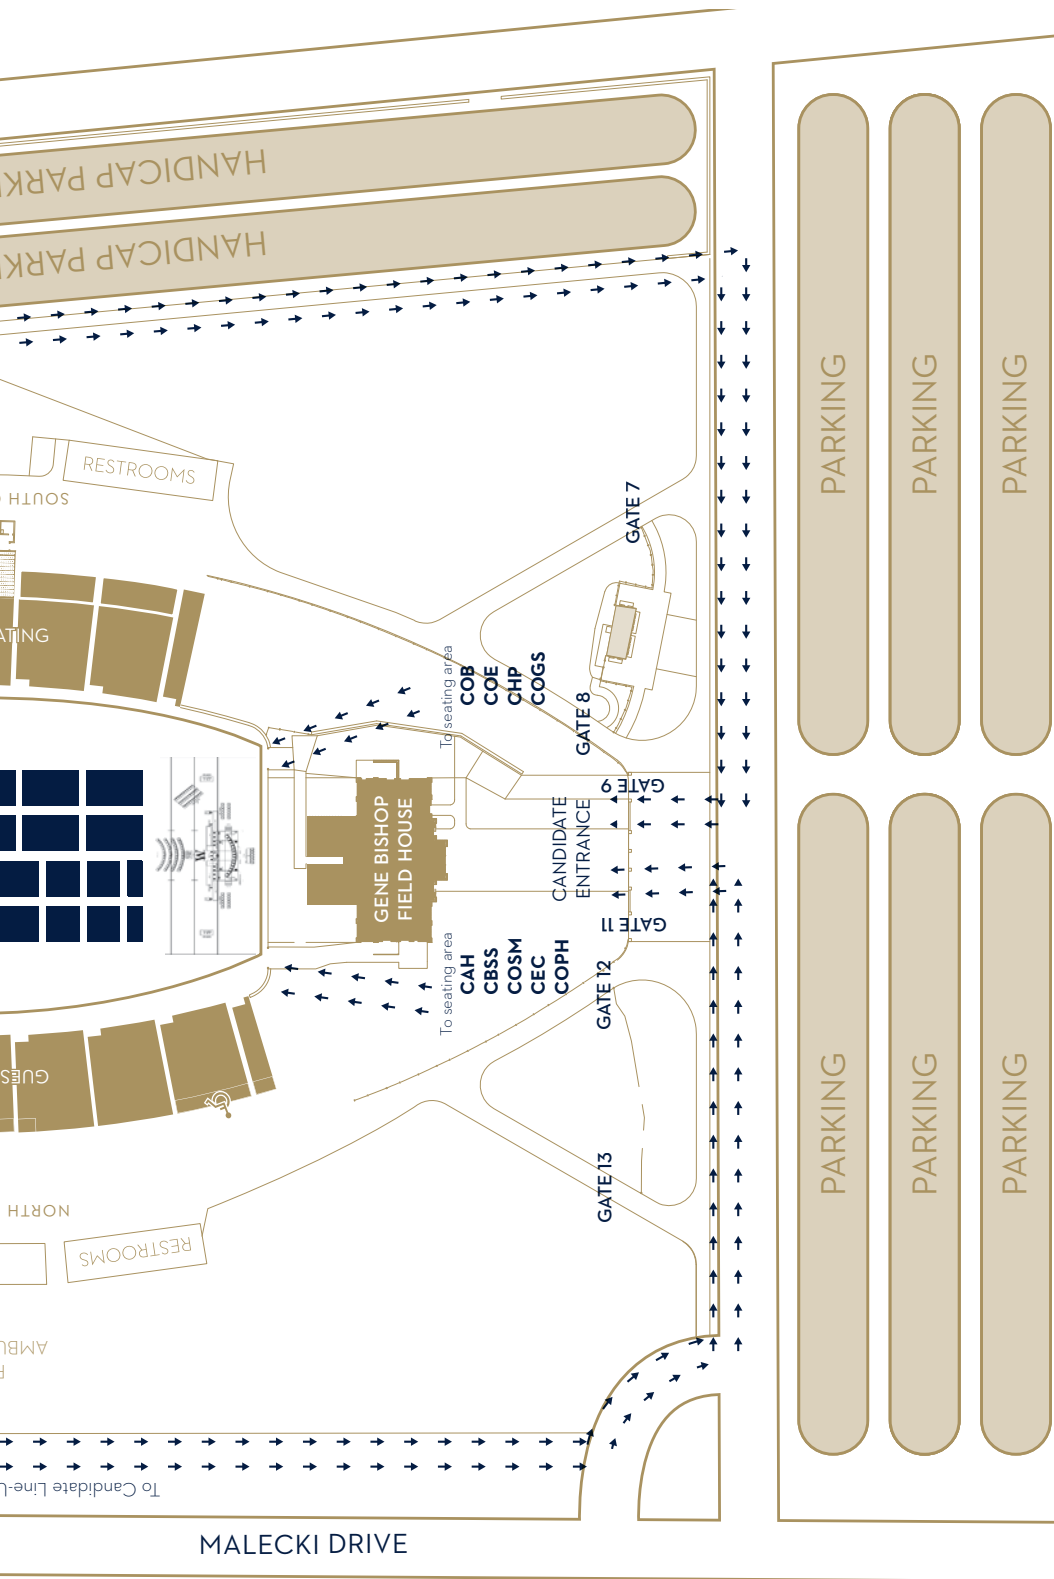 HANDICAP PARKI
HANDICAP PARKI
PARKING
PARKING
PARKING
RESTROOMS
SOUTH
GATE 7
ATING
To seating area
COB
COE
CHP
COGS
GATE 8
GATE 9
CANDIDATE
ENTRANCE
GENE BISHOP
FIELD HOUSE
W
GATE 11
To seating area
CAH
CBSS
COSM
CEC
COPH
GATE 12
GUES
PARKING
PARKING
PARKING
GATE 13
NORTH
RESTROOMS
AMBU
To Candidate Line-U
MALECKI DRIVE